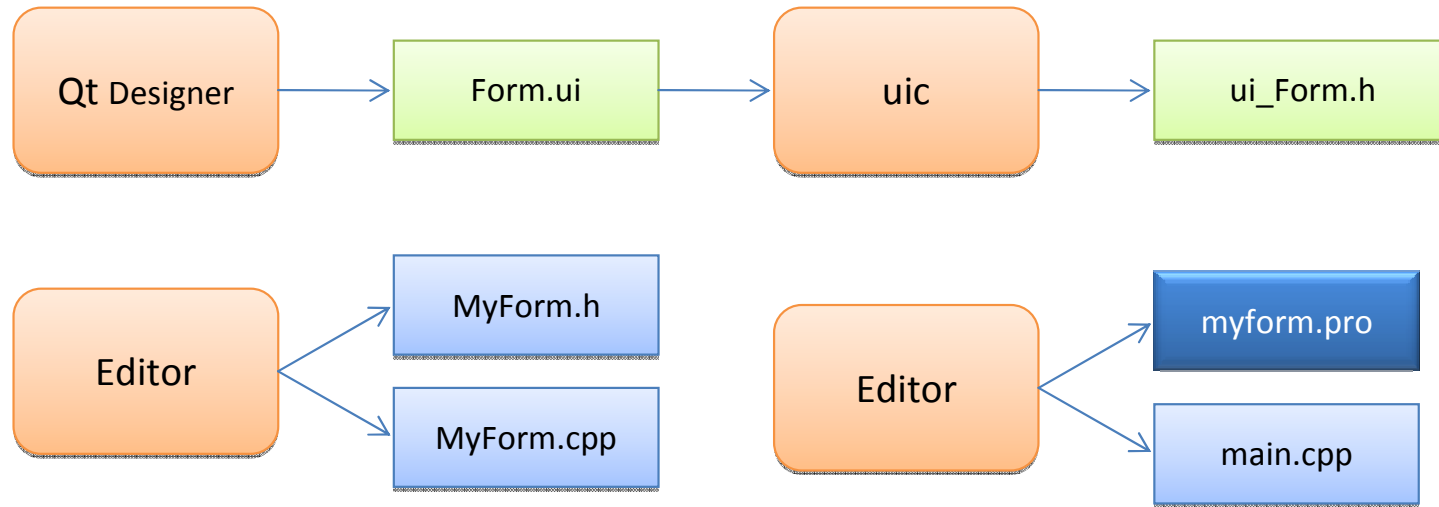 Qt Designer
Form.ui
uic
ui_Form.h
Editor
MyForm.h
MyForm.cpp
Editor
myform.pro
main.cpp